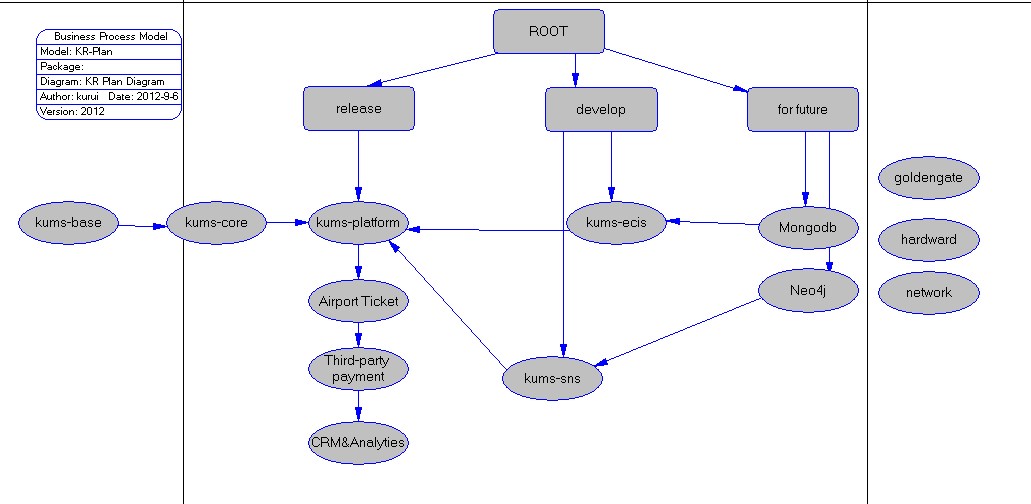 ROOT
Business Process Model
Model: KR-Plan
Package:
Diagram: KR Plan Diagram
Author: kurui Date: 2012-9-6
Version: 2012
release
develop
for future
goldengate
kums-base
kums-core
kums-platform
kums-ecis
Mongodb
hardward
Airport Ticket
Neo4j
network
Third-party
payment
kums-sns
CRM&Analyties